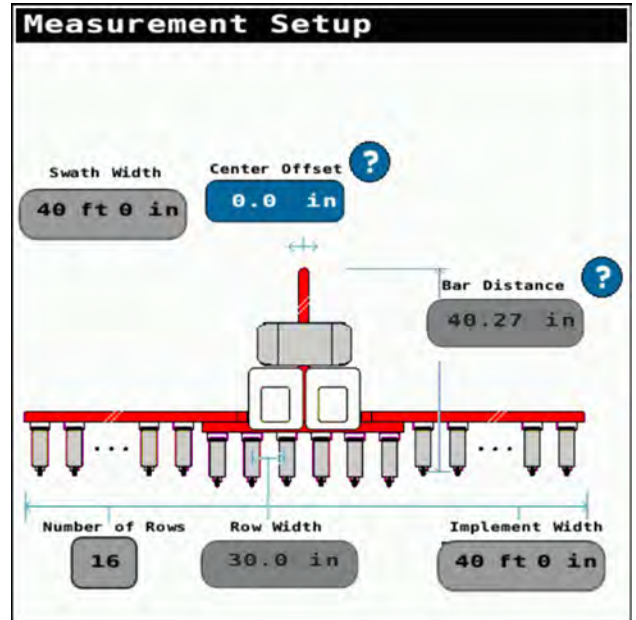 Measurement Setup
Swath Width
40 ft 0 in
Center Offset
?
0.0 in
Bar Distance
?
40.27 in
...
...
Number of Rows
16
Row Width
30.0 in
Implement Width
40 ft 0 in